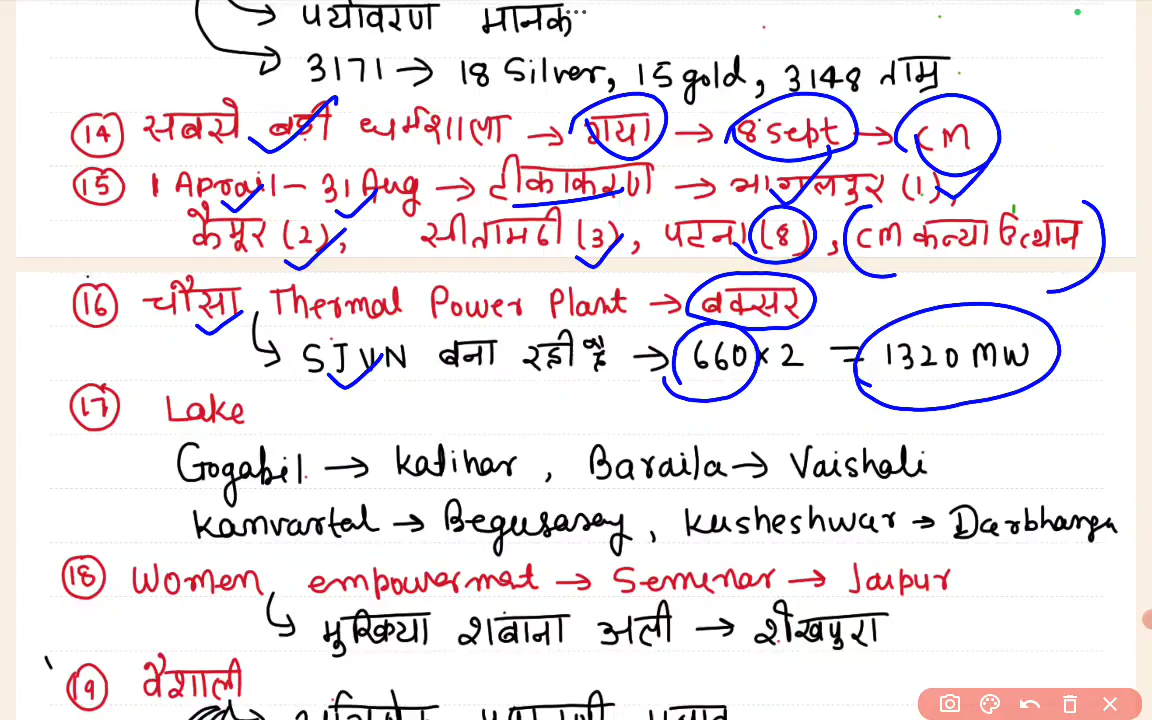 पर्यावरण मानक
3171 → 18 Silver, 15 gold, 3148 नाम
(14) सबसे बड़ी धर्मशाला → गया → 8 Sept → CM
(15) 1 Aprail - 31 Aug → टीकाकरण → भागलपुर (1),
कैमूर (2), सीतामढी (3), पटना (8), (CM कन्या उत्थान)
(16) चौसा Thermal Power Plant → बक्सर
SJVN बना रही है → 660 × 2 = 1320 MW
(17) Lake
Gogabil → Katihar, Baraila → Vaishali
Kanvartal → Begusaray, Kusheshwar → Darbhanga
(18) Women empowermat → Seminar → Jaipur
मुखिया शबाना अली → शेखपुरा
(19) वैशाली